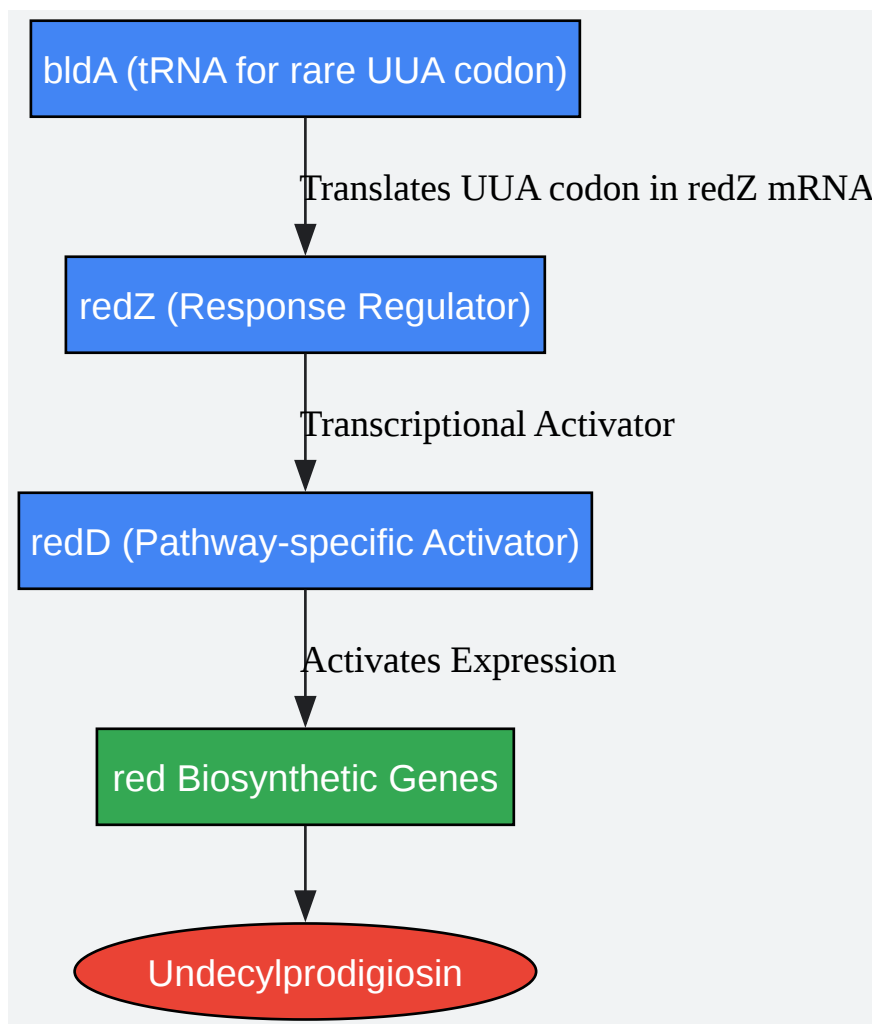 bldA (tRNA for rare UUA codon)
Translates UUA codon in redZ mRNA
redZ (Response Regulator)
Transcriptional Activator
redD (Pathway-specific Activator)
Activates Expression
red Biosynthetic Genes
Undecylprodigiosin